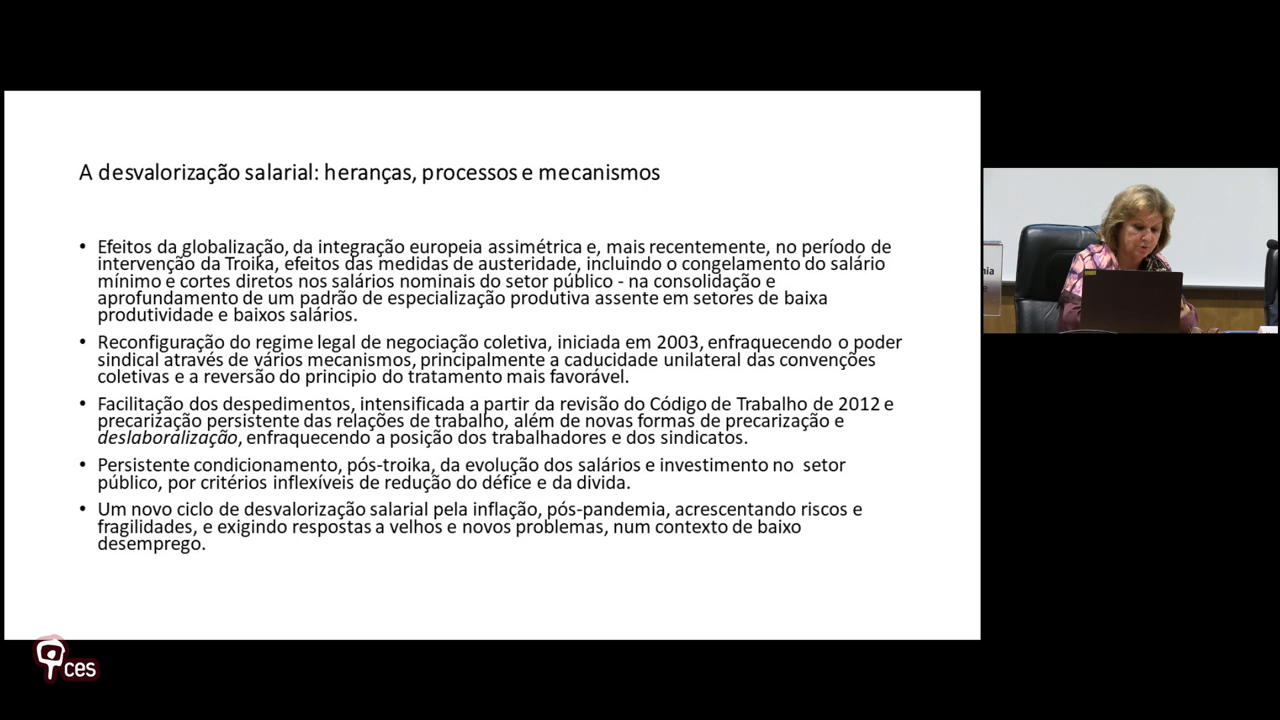 A desvalorização salarial: heranças, processos e mecanismos
• Efeitos da globalização, da integração europeia assimétrica e, mais recentemente, no período de
intervenção da Troika, efeitos das medidas de austeridade, incluindo o congelamento do salário
mínimo e cortes diretos nos salários nominais do setor público - na consolidação e
aprofundamento de um padrão de especialização produtiva assente em setores de baixa
produtividade e baixos salários.
• Reconfiguração do regime legal de negociação coletiva, iniciada em 2003, enfraquecendo o poder
sindical através de vários mecanismos, principalmente a caducidade unilateral das convenções
coletivas e a reversão do principio do tratamento mais favorável.
• Facilitação dos despedimentos, intensificada a partir da revisão do Código de Trabalho de 2012 e
precarização persistente das relações de trabalho, além de novas formas de precarização e
deslaboralização, enfraquecendo a posição dos trabalhadores e dos sindicatos.
• Persistente condicionamento, pós-troika, da evolução dos salários e investimento no setor
público, por critérios inflexíveis de redução do défice e da divida.
• Um novo ciclo de desvalorização salarial pela inflação, pós-pandemia, acrescentando riscos e
fragilidades, e exigindo respostas a velhos e novos problemas, num contexto de baixo
desemprego.
ces